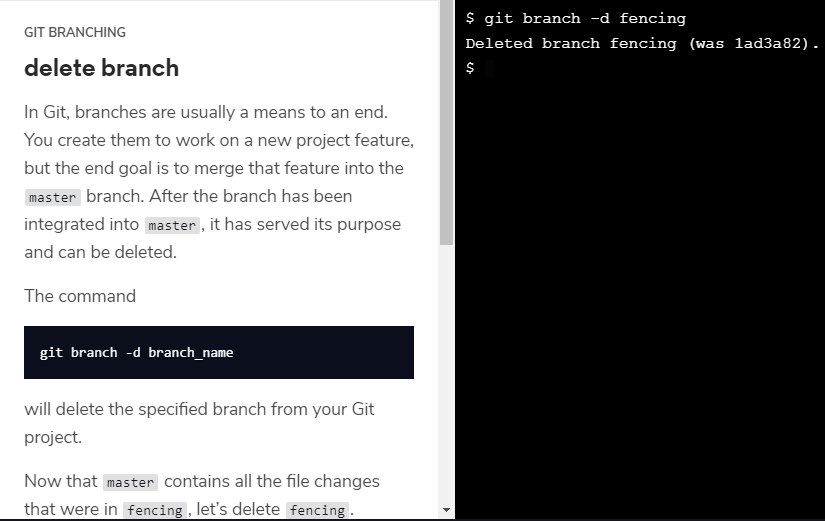 GIT BRANCHING
delete branch
In Git, branches are usually a means to an end.
You create them to work on a new project feature,
but the end goal is to merge that feature into the
master branch. After the branch has been
integrated into master, it has served its purpose
and can be deleted.
The command
git branch -d branch_name
will delete the specified branch from your Git
project.
Now that master contains all the file changes
that were in fencing, let’s delete fencing.
$ git branch -d fencing
Deleted branch fencing (was 1ad3a82).
$